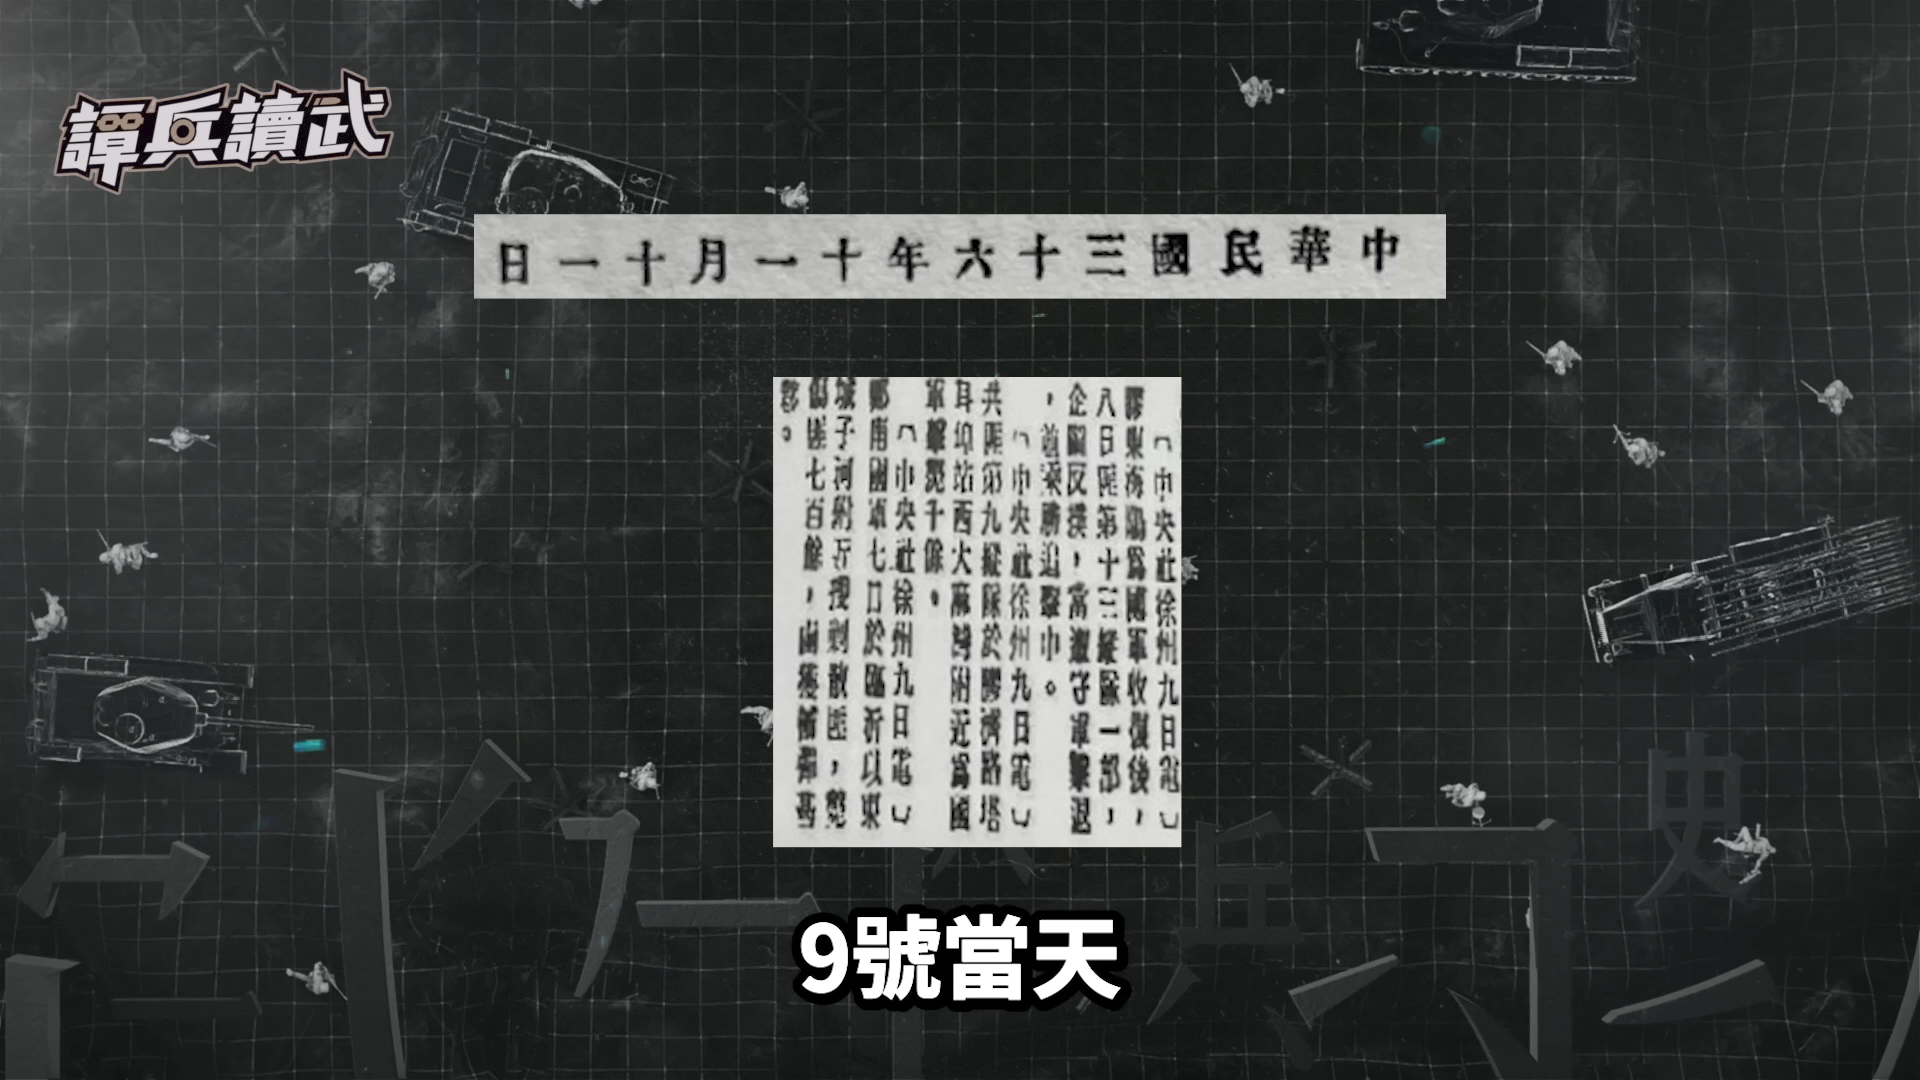 譚兵讀武
中華民國三十六年十一月十一日
〔中央社徐州九日電〕
膠東海陽爲國軍收復後，
八日匪第十三縱隊一部，
企圖反撲，當遭守軍擊退
，並乘勝追擊中。
〔中央社徐州九日電〕
共匪第九縱隊於膠濟路塔
耳埠站西大麻灣附近爲國
軍擊斃千餘。
〔中央社徐州九日電〕
南國軍七日於臨沂以東
城子河附近搜剿散匪，斃
傷匪七百餘，鹵獲械彈甚
夥。
史
兵
9號當天